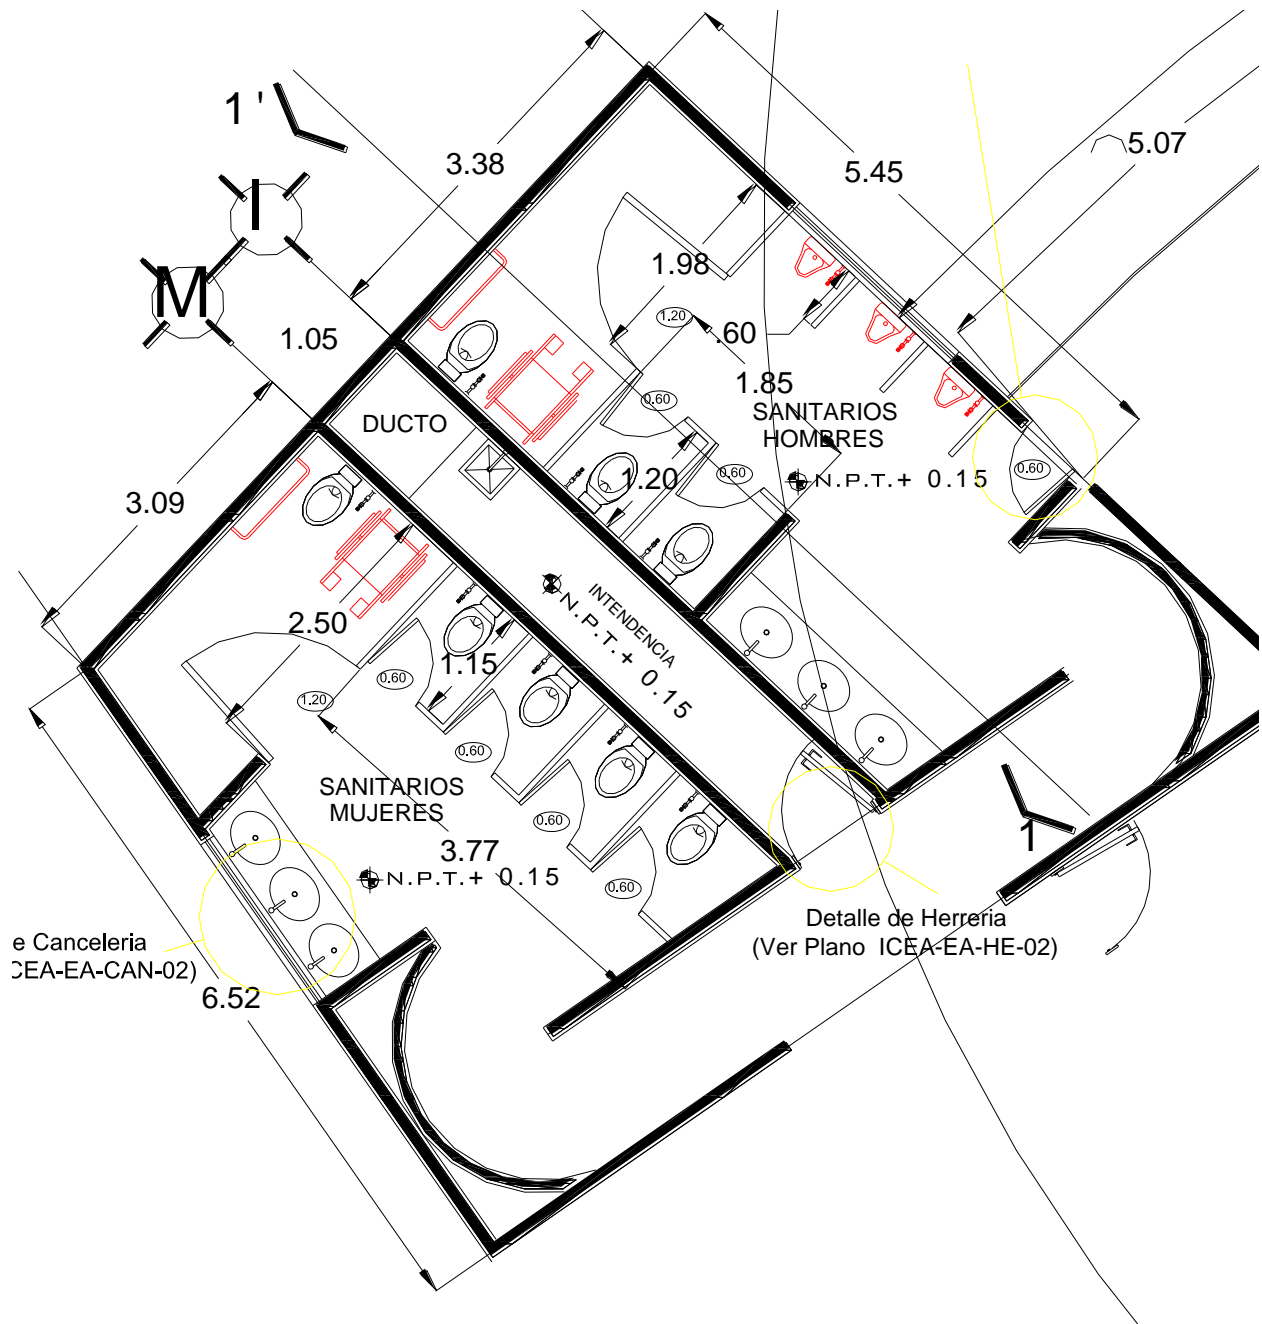 1 '
3.38
5.45
5.07
I
M
1.98
1.20
.60
1.05
1.85
0.60
SANITARIOS
HOMBRES
DUCTO
0.60
1.20
N.P.T.+ 0.15
0.60
3.09
INTENDENCIA
N.P.T.+ 0.15
2.50
1.15
0.60
1.20
0.60
SANITARIOS
MUJERES
0.60
3.77
N.P.T.+ 0.15
0.60
1
Detalle de Herreria
(Ver Plano ICEA-EA-HE-02)
e Canceleria
CEA-EA-CAN-02)
6.52